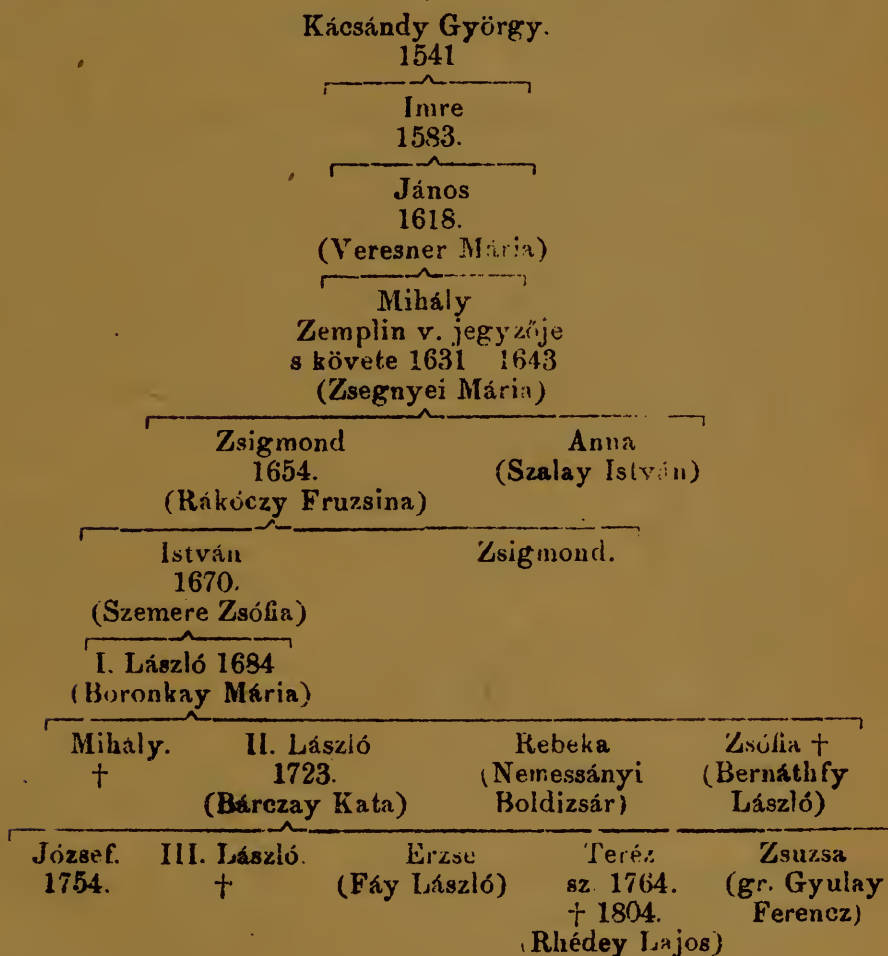 Kácsándy György.
1541
Imre
1583.
János
1618.
(Veresner Mária)
Mihály
Zemplin v. jegyzője
s követe 1631 1643
(Zsegnyei Mária)
Zsigmond Anna
1654. (Szalay István)
(Rákóczy Fruzsina)
István Zsigmond.
1670.
(Szemere Zsófia)
I. László 1684
(Boronkay Mária)
Mihály. II. László Rebeka Zsófia †
† 1723. (Nemessányi (Bernáthfy
(Bárczay Kata) Boldizsár) László)
József. III. László. Erzse Teréz Zsuzsa
1754. † (Fáy László) sz. 1764. (gr. Gyulay
† 1804. Ferencz)
(Rhédey Lajos)